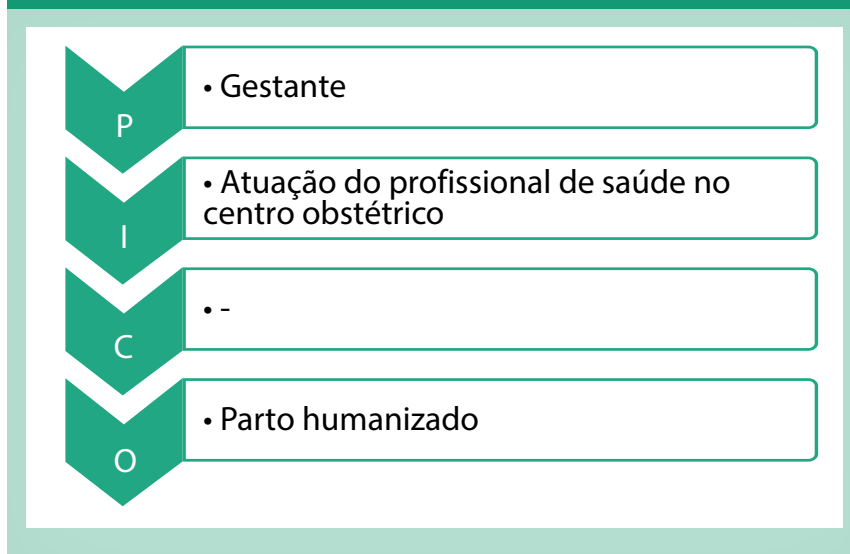 P
• Gestante
I
• Atuação do profissional de saúde no
centro obstétrico
C
• -
O
• Parto humanizado